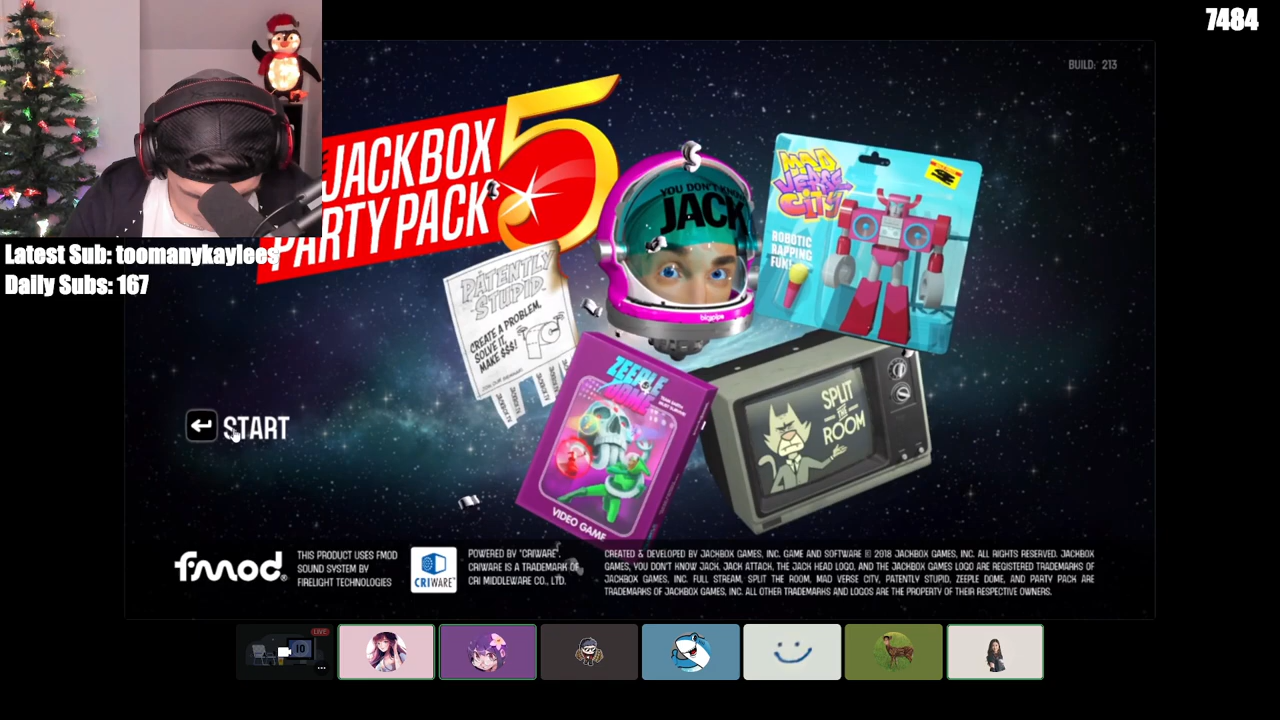 7484
BUILD: 213
JACKBOX
PARTY PACK
5
YOU DON'T KNOW
JACK
bigpipe
MAD
VERSE
CITY
ROBOTIC
RAPPING
FUN!
Latest Sub: toomanykaylees
Daily Subs: 167
PATENTLY
STUPID
CREATE A PROBLEM,
SOLVE IT,
MAKE $$$!
ZEEPLE
DOME
VIDEO GAME
SPLIT
THE
ROOM
START
fmod
THIS PRODUCT USES FMOD
SOUND SYSTEM BY
FIRELIGHT TECHNOLOGIES
CRIWARE
POWERED BY "CRIWARE".
CRIWARE IS A TRADEMARK OF
CRI MIDDLEWARE CO., LTD.
CREATED & DEVELOPED BY JACKBOX GAMES, INC. GAME AND SOFTWARE © 2018 JACKBOX GAMES, INC. ALL RIGHTS RESERVED. JACKBOX
GAMES, YOU DON'T KNOW JACK, JACK ATTACK, THE JACK HEAD LOGO, AND THE JACKBOX GAMES LOGO ARE REGISTERED TRADEMARKS OF
JACKBOX GAMES, INC. FULL STREAM, SPLIT THE ROOM, MAD VERSE CITY, PATENTLY STUPID, ZEEPLE DOME, AND PARTY PACK ARE
TRADEMARKS OF JACKBOX GAMES, INC. ALL OTHER TRADEMARKS AND LOGOS ARE THE PROPERTY OF THEIR RESPECTIVE OWNERS.
LIVE
10